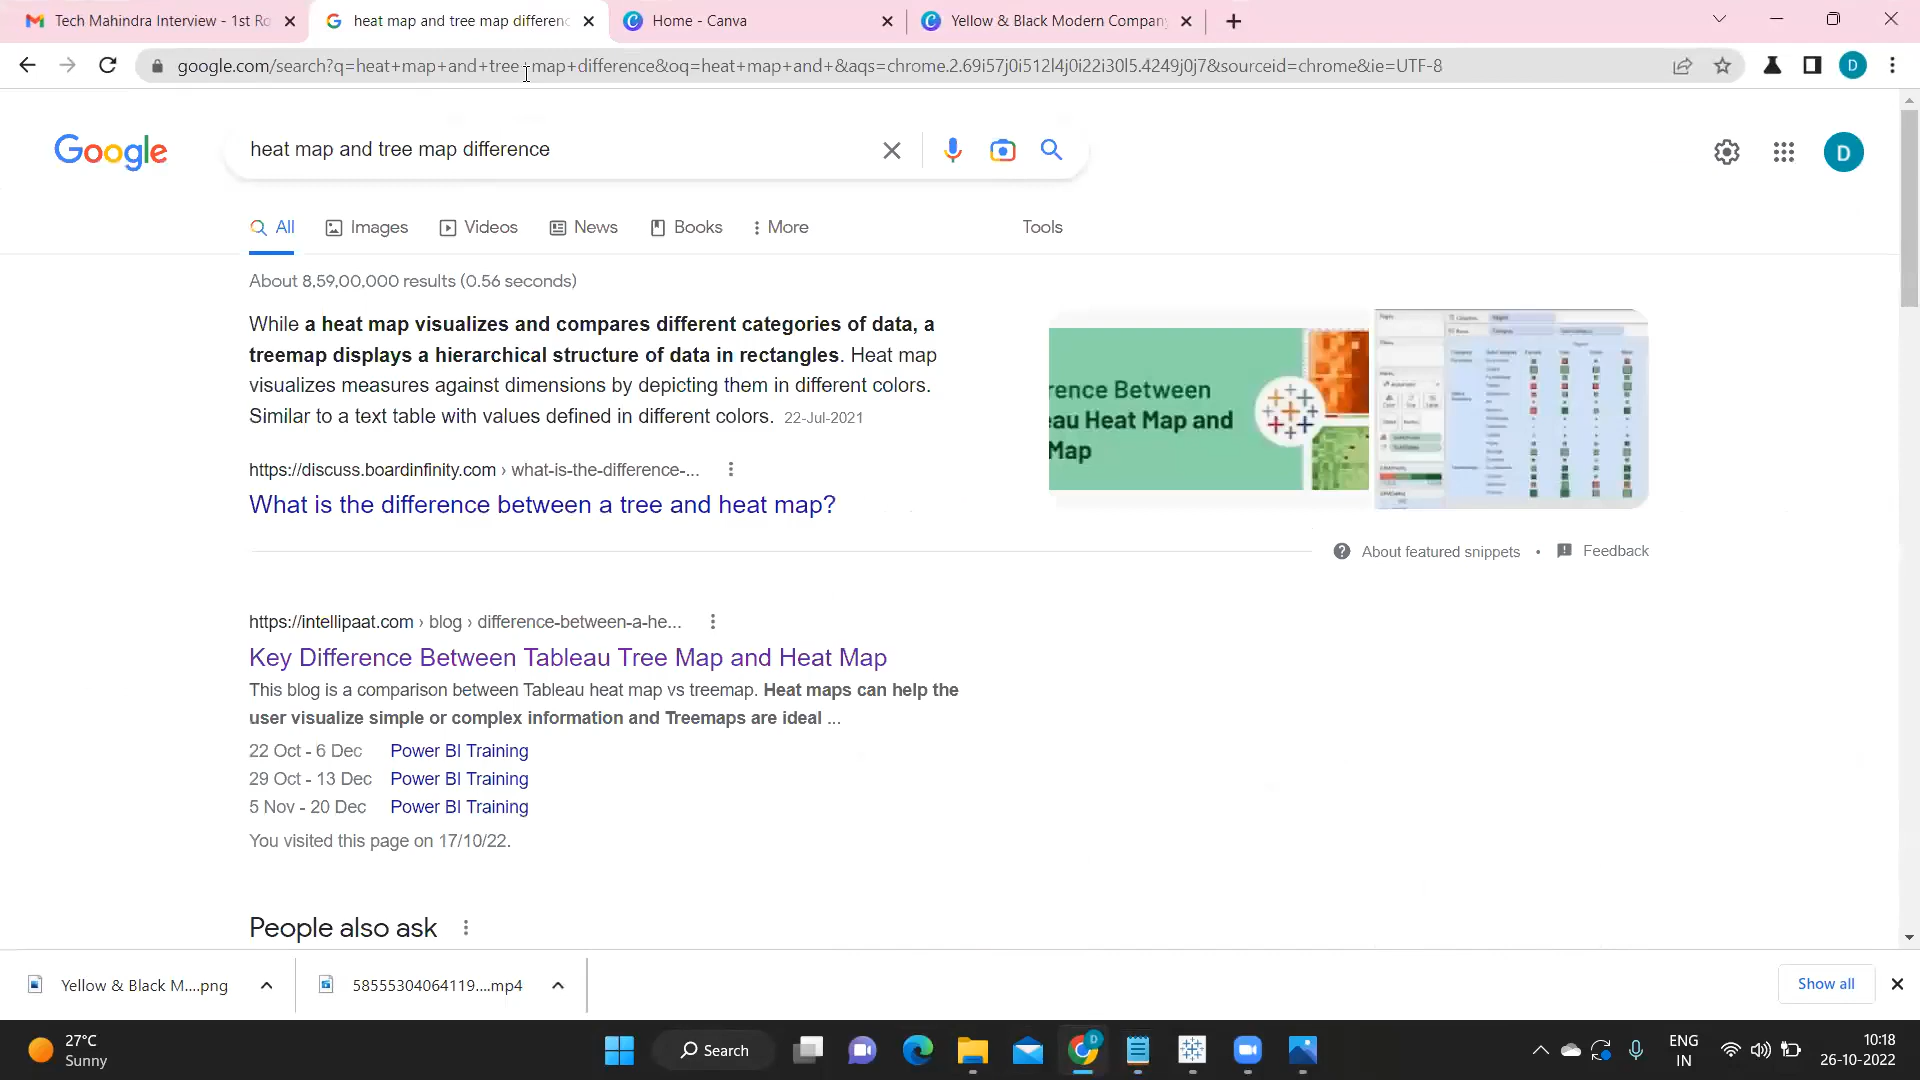 Tech Mahindra Interview - 1st Ro
heat map and tree map differenc
Home - Canva
Yellow & Black Modern Company
google.com/search?q=heat+map+and+tree+map+difference&oq=heat+map+and+&aqs=chrome.2.69i57j0i512l4j0i22i30l5.4249j0j7&sourceid=chrome&ie=UTF-8
D
Google
heat map and tree map difference
D
All
Images
Videos
News
Books
More
Tools
About 8,59,00,000 results (0.56 seconds)
While a heat map visualizes and compares different categories of data, a
treemap displays a hierarchical structure of data in rectangles. Heat map
visualizes measures against dimensions by depicting them in different colors.
Similar to a text table with values defined in different colors. 22-Jul-2021
rence Between
au Heat Map and
Map
https://discuss.boardinfinity.com › what-is-the-difference-...
What is the difference between a tree and heat map?
About featured snippets • Feedback
https://intellipaat.com › blog › difference-between-a-he...
Key Difference Between Tableau Tree Map and Heat Map
This blog is a comparison between Tableau heat map vs treemap. Heat maps can help the
user visualize simple or complex information and Treemaps are ideal ...
22 Oct - 6 Dec Power BI Training
29 Oct - 13 Dec Power BI Training
5 Nov - 20 Dec Power BI Training
You visited this page on 17/10/22.
People also ask
Yellow & Black M....png
58555304064119....mp4
Show all
27°C
Sunny
Search
D
ENG
IN
10:18
26-10-2022